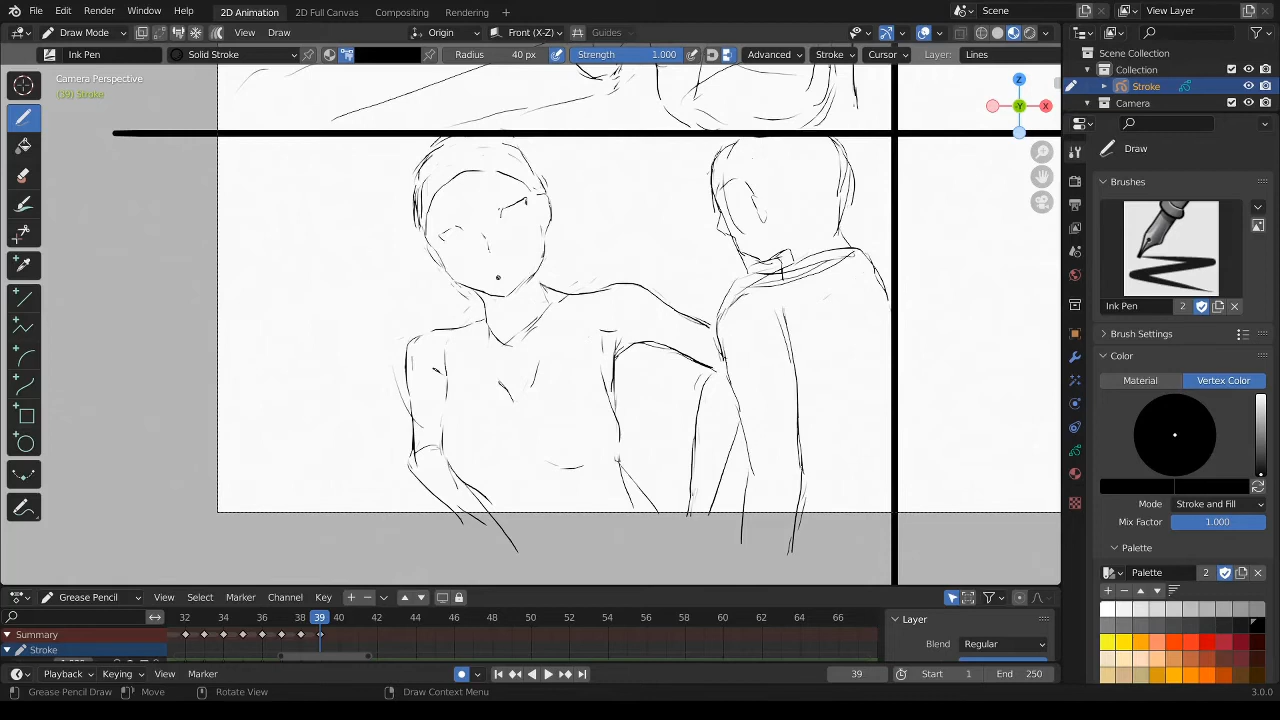 File Edit Render Window Help 2D Animation 2D Full Canvas Compositing Rendering + Scene View Layer
Draw Mode View Draw Origin Front (X-Z) Guides
Ink Pen Solid Stroke Radius 40 px Strength 1.000 Advanced Stroke Cursor Layer: Lines
Scene Collection
Collection
Stroke
Camera
Camera Perspective
(39) Stroke
Z
Y
X
Draw
Brushes
Ink Pen 2
Brush Settings
Color
Material Vertex Color
Mode Stroke and Fill
Mix Factor 1.000
Palette
Palette 2
Grease Pencil View Select Marker Channel Key
32 34 36 38 39 40 42 44 46 48 50 52 54 56 58 60 62 64 66
Summary
Stroke
Layer
Blend Regular
Playback Keying View Marker 39 Start 1 End 250
Grease Pencil Draw Move Rotate View Draw Context Menu 3.0.0